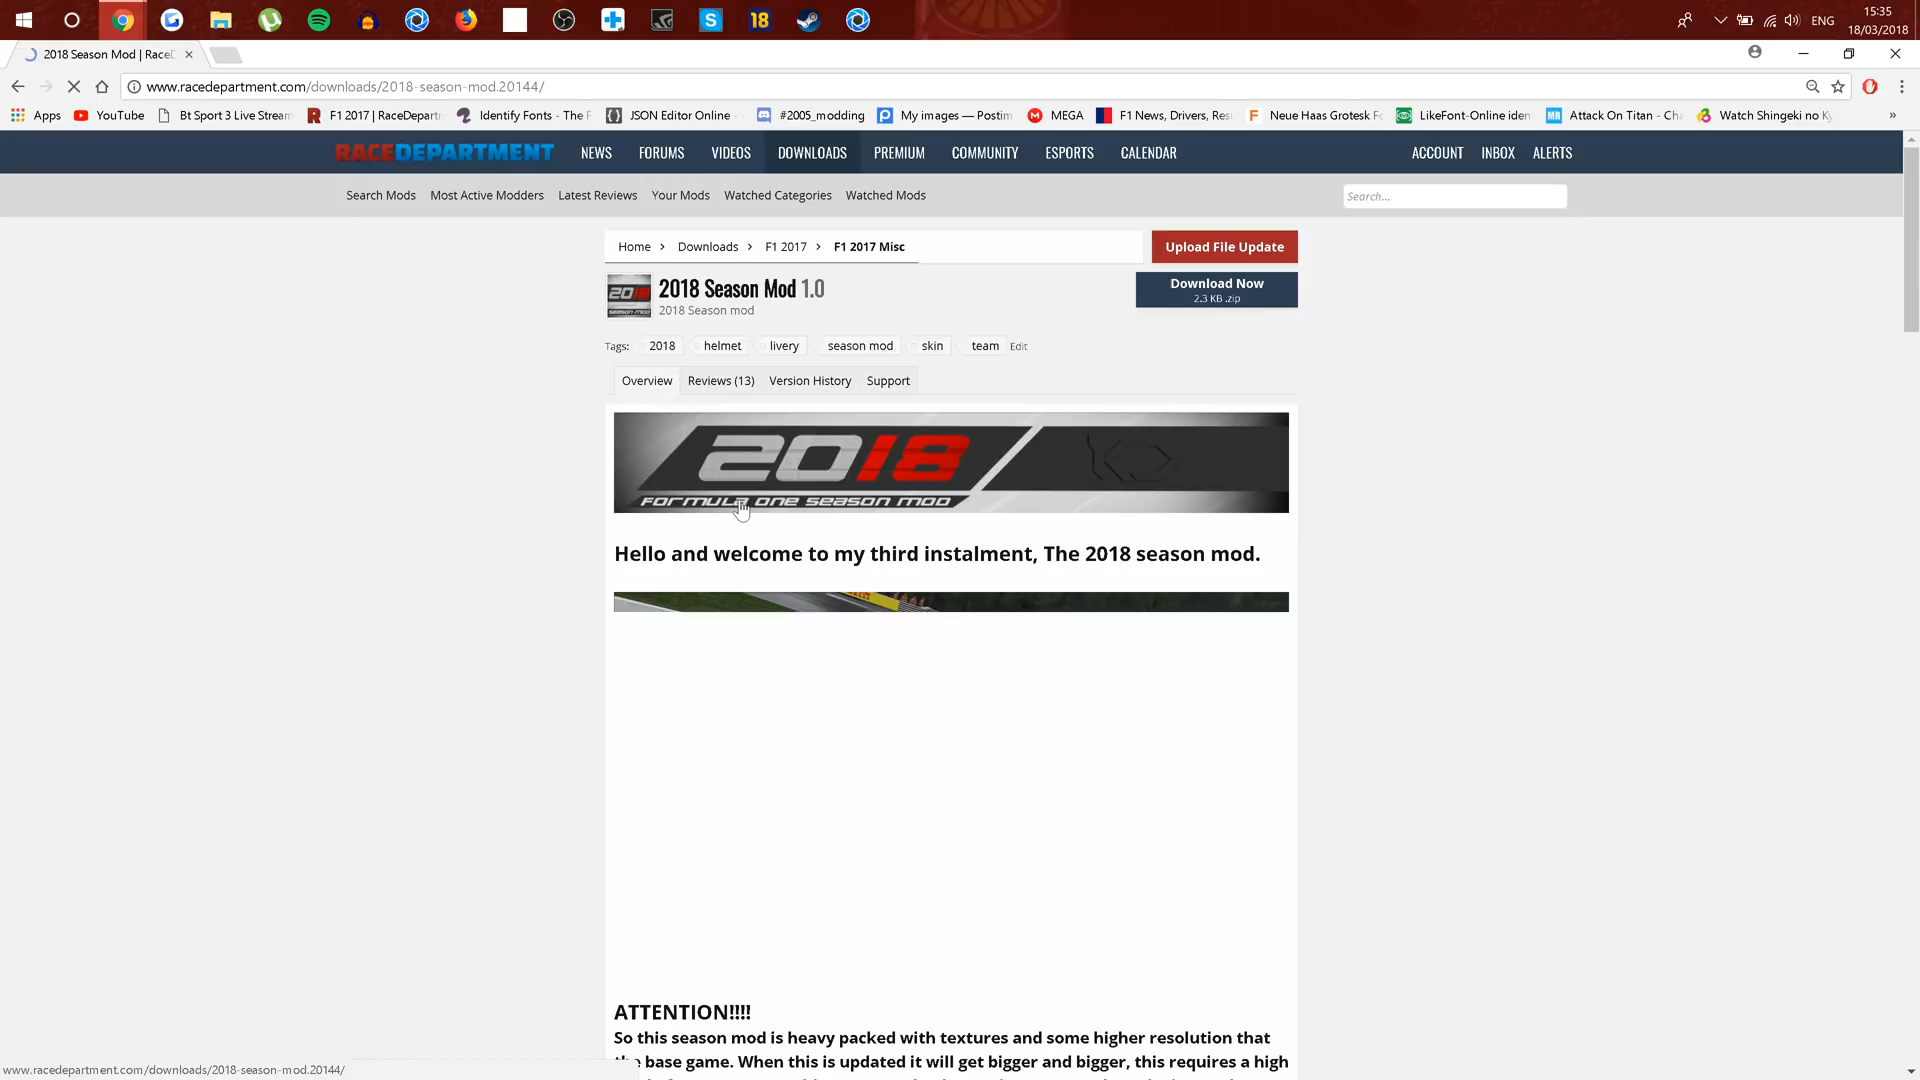 18
S
ENG
15:35
18/03/2018
2018 Season Mod | Race
www.racedepartment.com/downloads/2018-season-mod.20144/
Apps
YouTube
Bt Sport 3 Live Stream
F1 2017 | RaceDepart
Identify Fonts - The F
JSON Editor Online -
#2005_modding
My images — Postim
MEGA
F1 News, Drivers, Res
Neue Haas Grotesk F
LikeFont-Online iden
Attack On Titan - Ch
Watch Shingeki no K
»
RACEDEPARTMENT
NEWS
FORUMS
VIDEOS
DOWNLOADS
PREMIUM
COMMUNITY
ESPORTS
CALENDAR
ACCOUNT
INBOX
ALERTS
Search Mods
Most Active Modders
Latest Reviews
Your Mods
Watched Categories
Watched Mods
Search...
Home > Downloads > F1 2017 > F1 2017 Misc
Upload File Update
2018 SEASON MOD
2018 Season Mod 1.0
2018 Season mod
Download Now
2.3 KB .zip
Tags: 2018 helmet livery season mod skin team Edit
Overview
Reviews (13)
Version History
Support
2018
FORMULA ONE SEASON MOD
Hello and welcome to my third instalment, The 2018 season mod.
ATTENTION!!!!
So this season mod is heavy packed with textures and some higher resolution that
base game. When this is updated it will get bigger and bigger, this requires a high
www.racedepartment.com/downloads/2018-season-mod.20144/